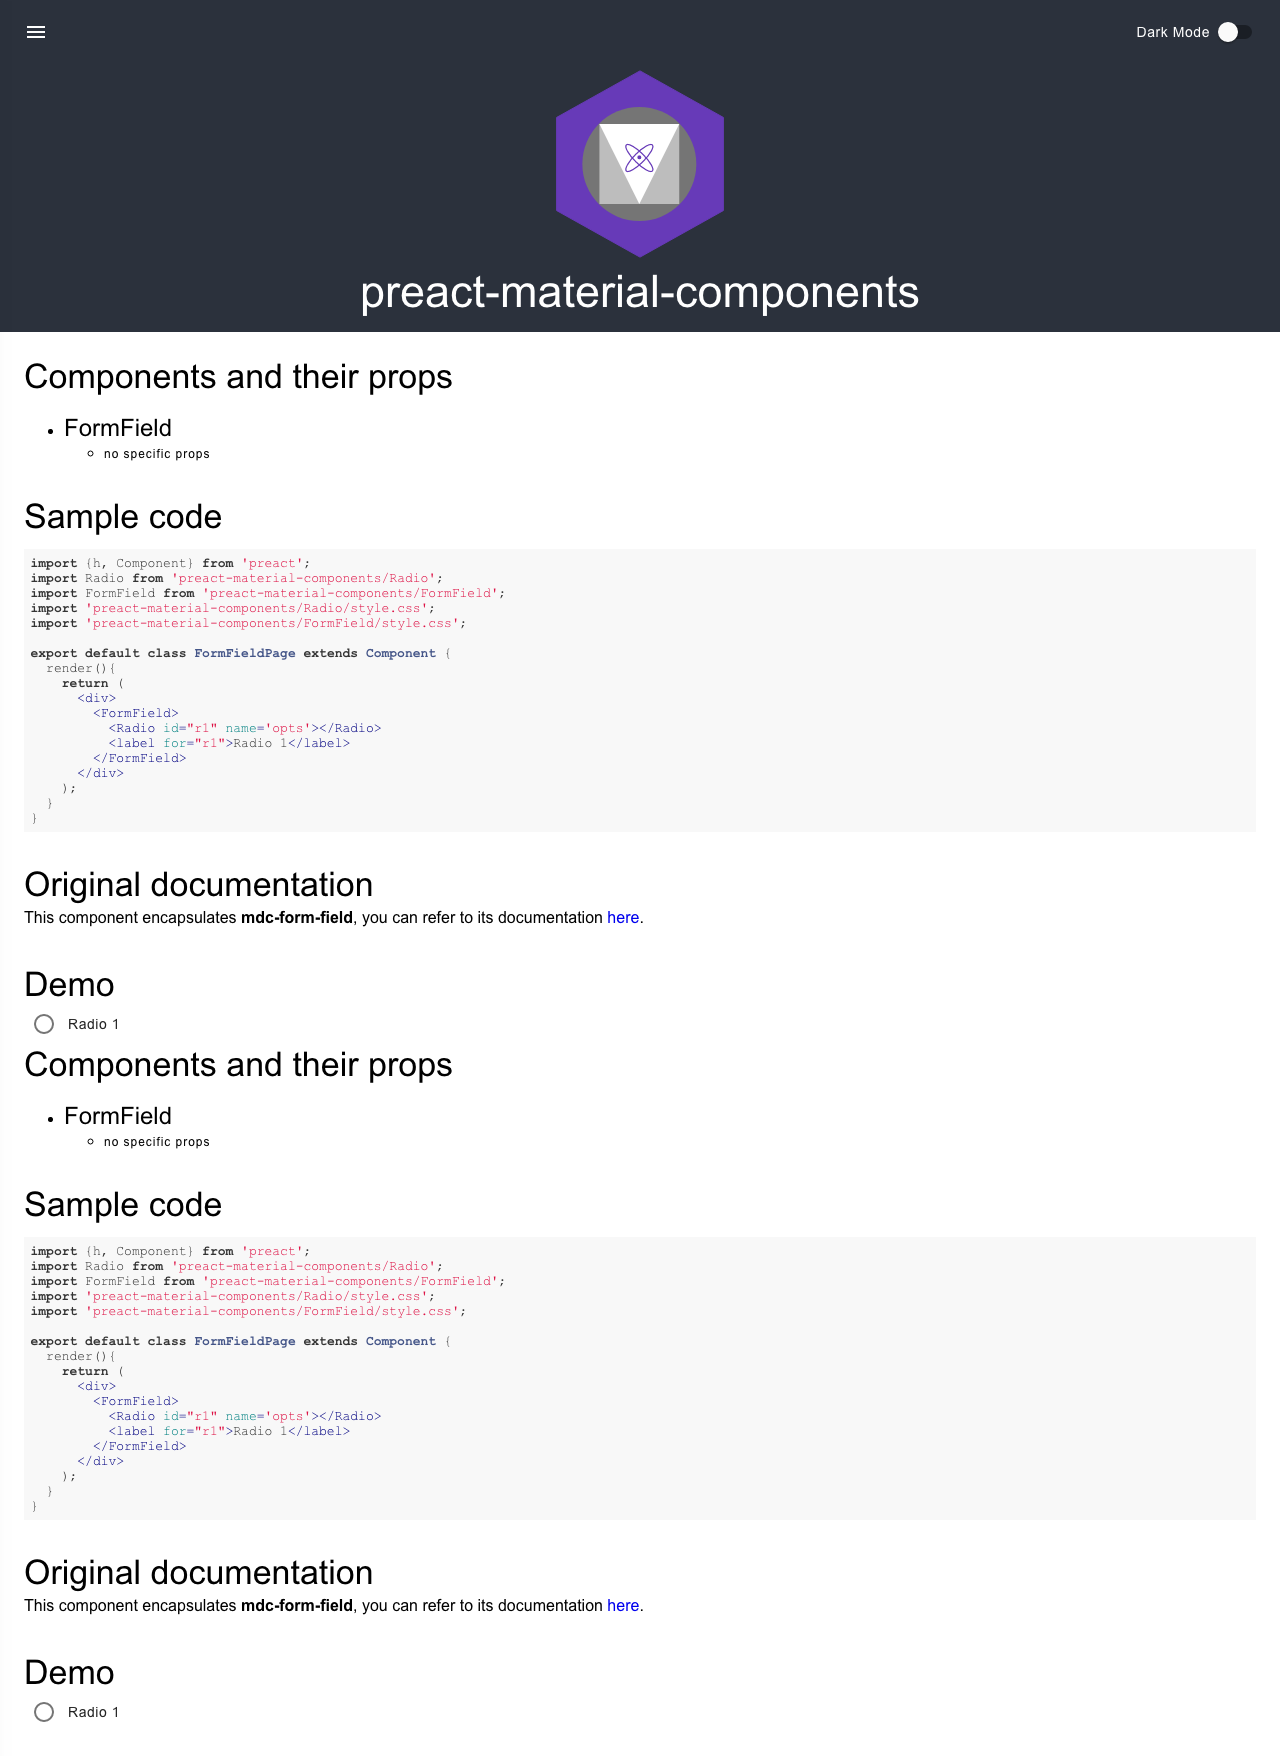 Dark Mode
preact-material-components
Components and their props
FormField
no specific props
Sample code
import {h, Component} from 'preact';
import Radio from 'preact-material-components/Radio';
import FormField from 'preact-material-components/FormField';
import 'preact-material-components/Radio/style.css';
import 'preact-material-components/FormField/style.css';
export default class FormFieldPage extends Component {
render(){
return (
<div>
<FormField>
<Radio id="r1" name='opts'></Radio>
<label for="r1">Radio 1</label>
</FormField>
</div>
);
}
}
Original documentation
This component encapsulates mdc-form-field, you can refer to its documentation here.
Demo
Radio 1
Components and their props
FormField
no specific props
Sample code
import {h, Component} from 'preact';
import Radio from 'preact-material-components/Radio';
import FormField from 'preact-material-components/FormField';
import 'preact-material-components/Radio/style.css';
import 'preact-material-components/FormField/style.css';
export default class FormFieldPage extends Component {
render(){
return (
<div>
<FormField>
<Radio id="r1" name='opts'></Radio>
<label for="r1">Radio 1</label>
</FormField>
</div>
);
}
}
Original documentation
This component encapsulates mdc-form-field, you can refer to its documentation here.
Demo
Radio 1